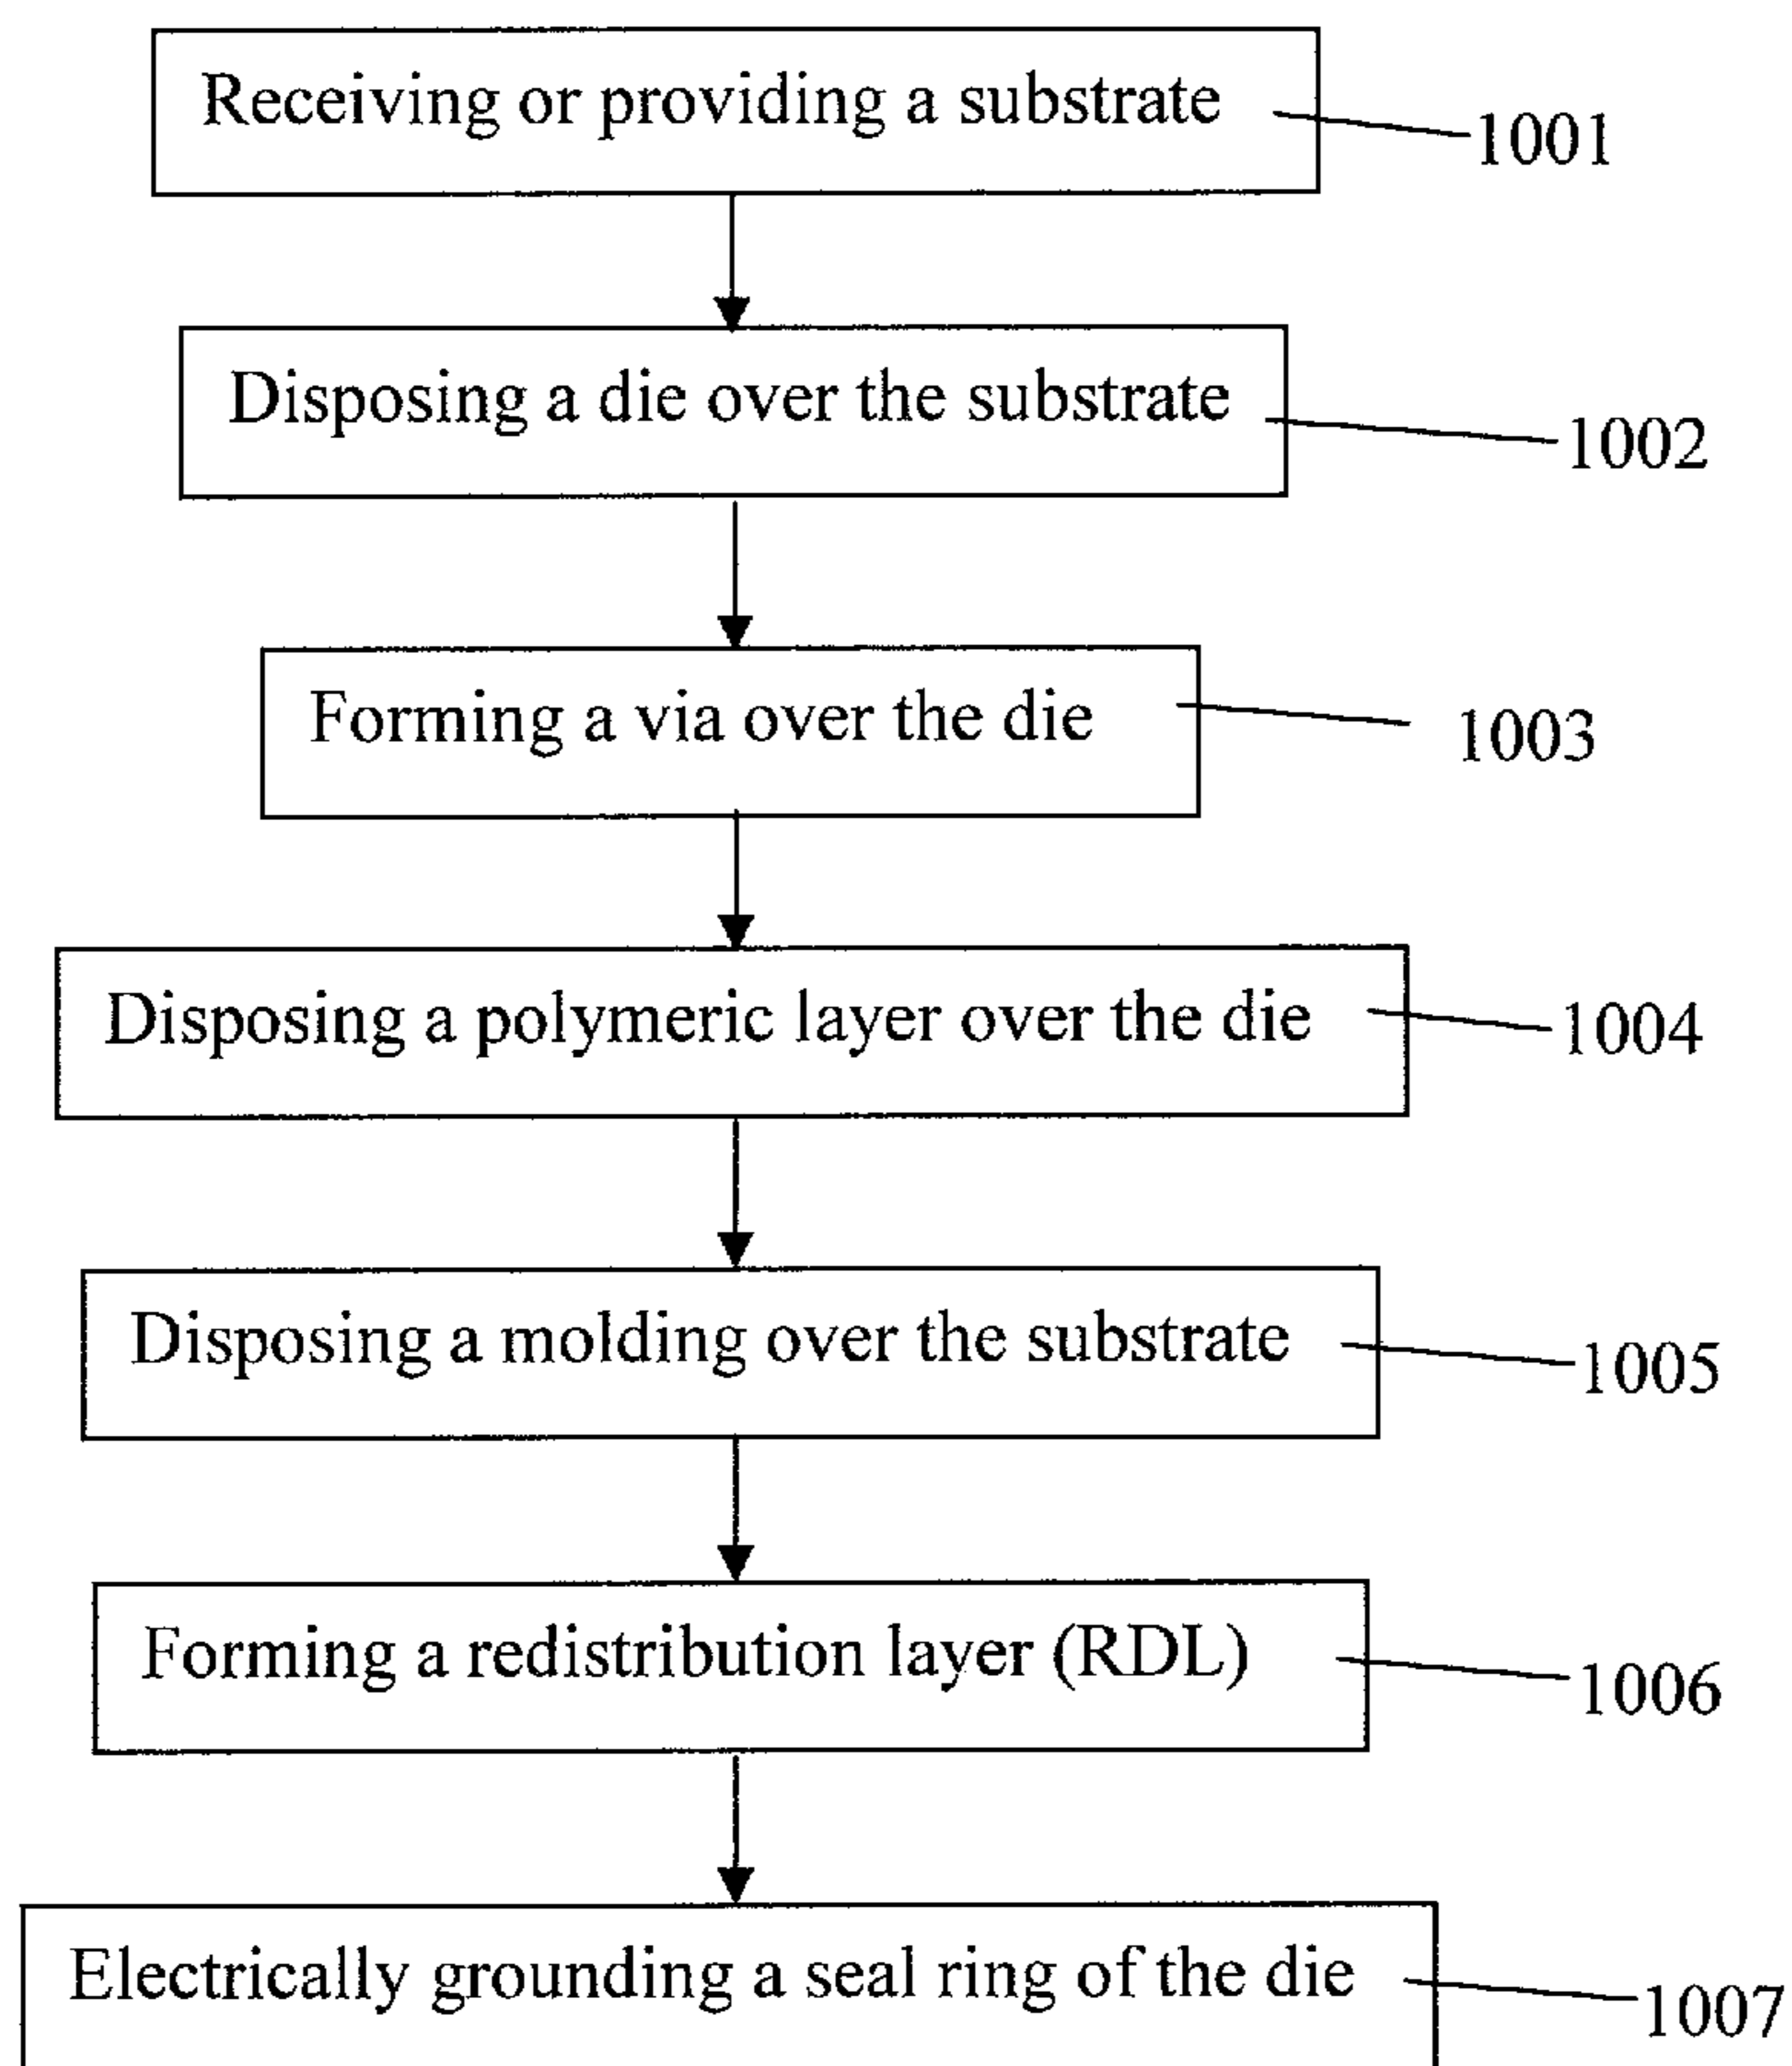 Receiving or providing a substrate
1001
Disposing a die over the substrate
1002
Forming a via over the die
1003
Disposing a polymeric layer over the die
1004
Disposing a molding over the substrate
1005
Forming a redistribution layer (RDL)
1006
Electrically grounding a seal ring of the die
1007